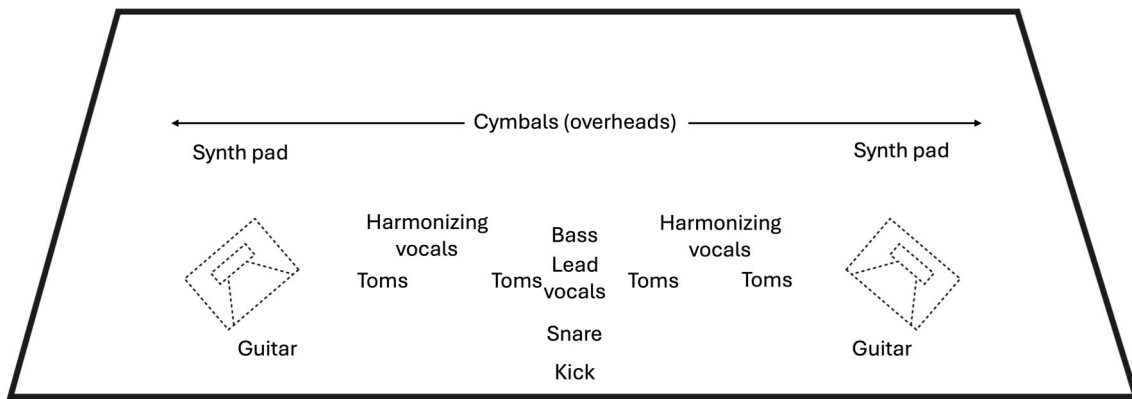 Cymbals (overheads)
Synth pad
Synth pad
Harmonizing
vocals
Harmonizing
vocals
Bass
Lead
vocals
Toms
Toms
Toms
Toms
Snare
Guitar
Guitar
Kick